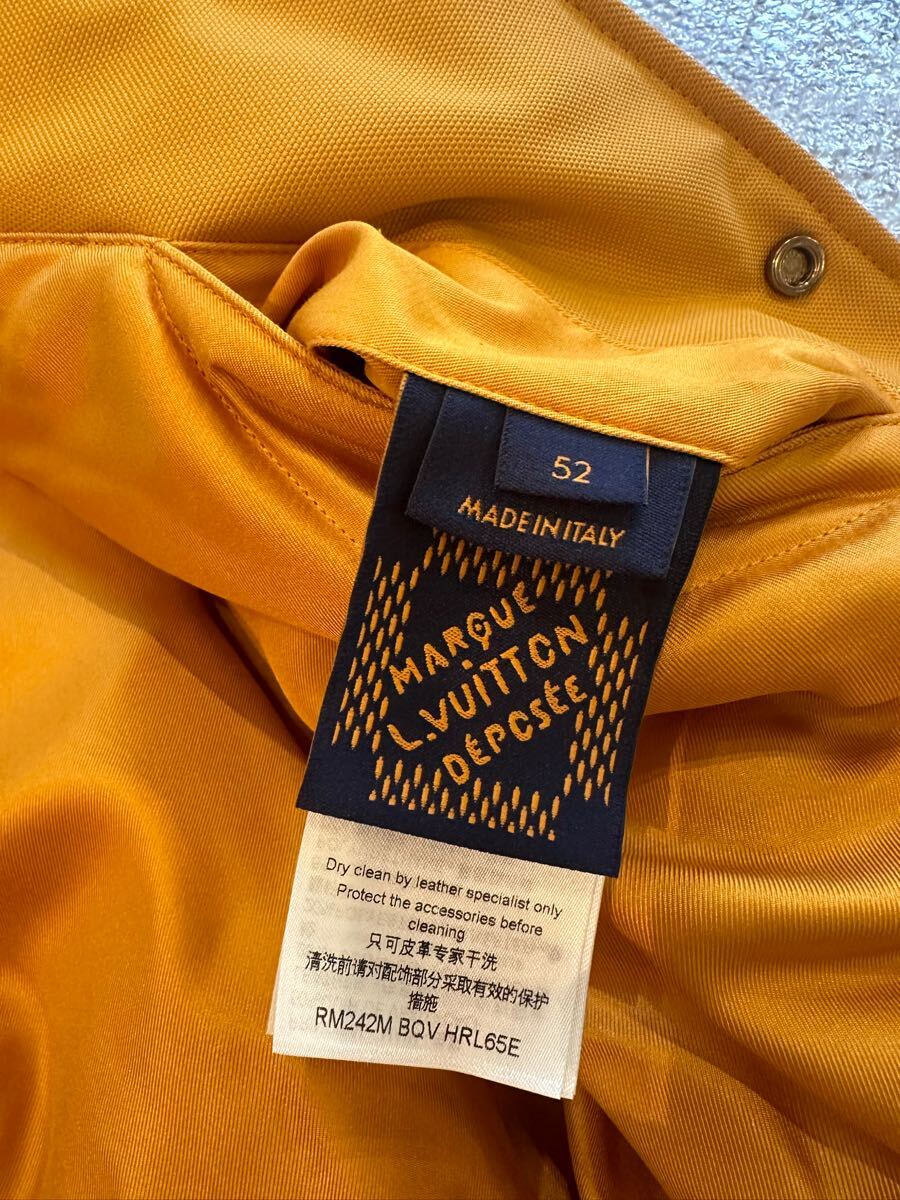 52
MADE IN ITALY
MARQUE
L.VUITTON
DÉPOSÉE
Dry clean by leather specialist only
Protect the accessories before
cleaning
只可皮革专家干洗
清洗前请对配饰部分采取有效的保护
措施
RM242M BQV HRL65E